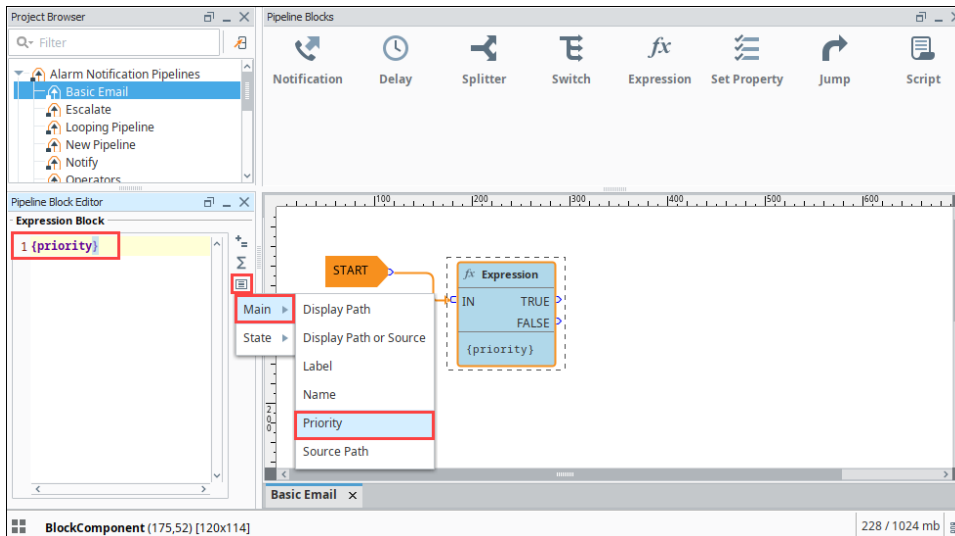 Project Browser
Filter
Alarm Notification Pipelines
Basic Email
Escalate
Looping Pipeline
New Pipeline
Notify
Operators
Pipeline Blocks
Notification Delay Splitter Switch fx Expression Set Property Jump Script
Pipeline Block Editor
Expression Block
1 {priority}
Σ
Main
State
Display Path
Display Path or Source
Label
Name
Priority
Source Path
100 200 300 400 500 600
200
START
fx Expression
IN TRUE
FALSE
{priority}
Basic Email
BlockComponent (175,52) [120x114]
228 / 1024 mb